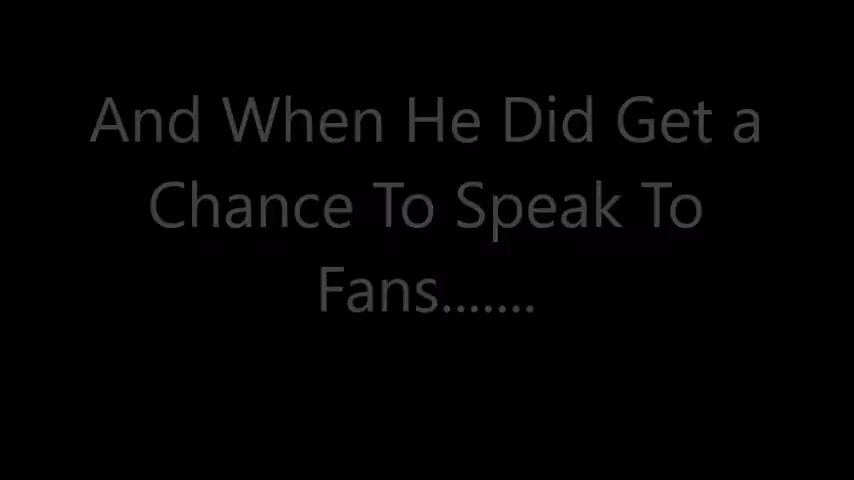 And When He Did Get a
Chance To Speak To
Fans.......